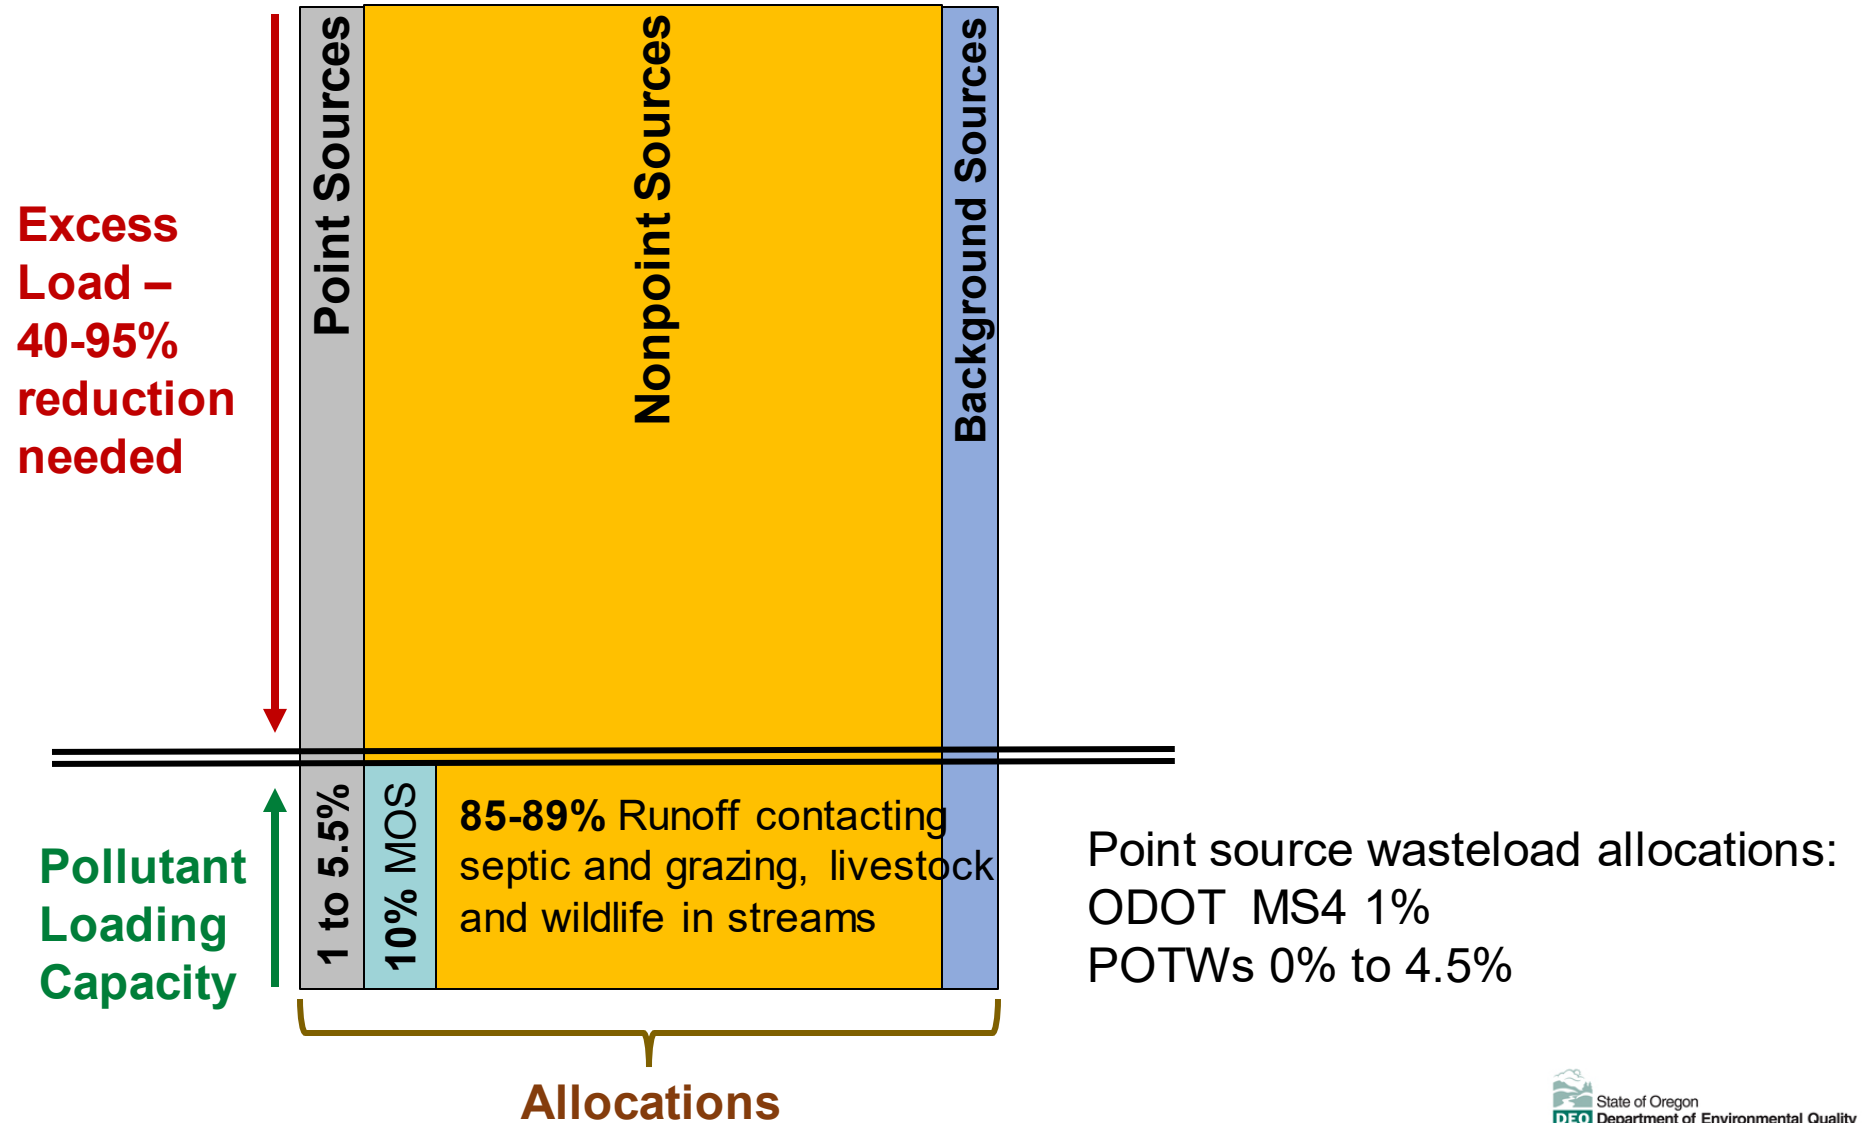 Point Sources
Nonpoint Sources
Background Sources
Excess
Load –
40-95%
reduction
needed
Pollutant
Loading
Capacity
1 to 5.5%
10% MOS
85-89% Runoff contacting
septic and grazing, livestock
and wildlife in streams
Point source wasteload allocations:
ODOT MS4 1%
POTWs 0% to 4.5%
Allocations
State of Oregon
DEQ Department of Environmental Quality